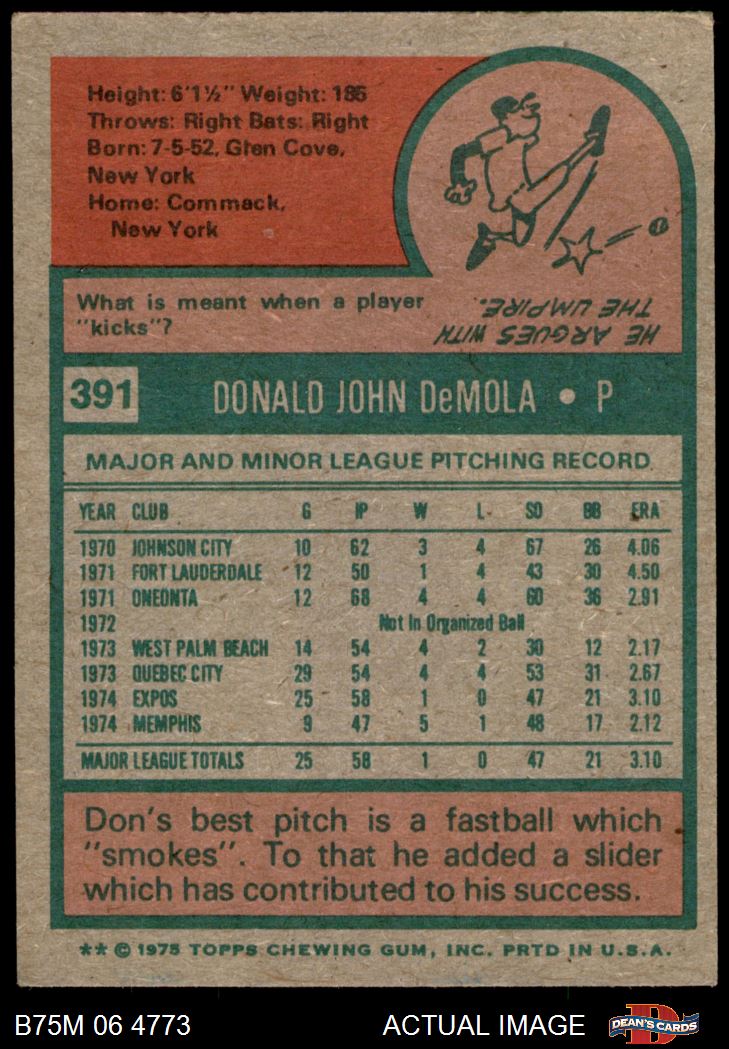 Height: 6'1½" Weight: 185
Throws: Right Bats: Right
Born: 7-5-52, Glen Cove,
New York
Home: Commack,
New York
What is meant when a player
"kicks"?
HE ARGUES WITH
THE UMPIRE.
391 DONALD JOHN DeMOLA • P
MAJOR AND MINOR LEAGUE PITCHING RECORD
YEAR CLUB G IP W L SO BB ERA
1970 JOHNSON CITY 10 62 3 4 67 26 4.06
1971 FORT LAUDERDALE 12 50 1 4 43 30 4.50
1971 ONEONTA 12 68 4 4 60 36 2.91
1972 Not In Organized Ball
1973 WEST PALM BEACH 14 54 4 2 30 12 2.17
1973 QUEBEC CITY 29 54 4 4 53 31 2.67
1974 EXPOS 25 58 1 0 47 21 3.10
1974 MEMPHIS 9 47 5 1 48 17 2.12
MAJOR LEAGUE TOTALS 25 58 1 0 47 21 3.10
Don's best pitch is a fastball which
"smokes". To that he added a slider
which has contributed to his success.
** © 1975 TOPPS CHEWING GUM, INC. PRTD IN U.S.A.
B75M 06 4773 ACTUAL IMAGE DEAN'S CARDS